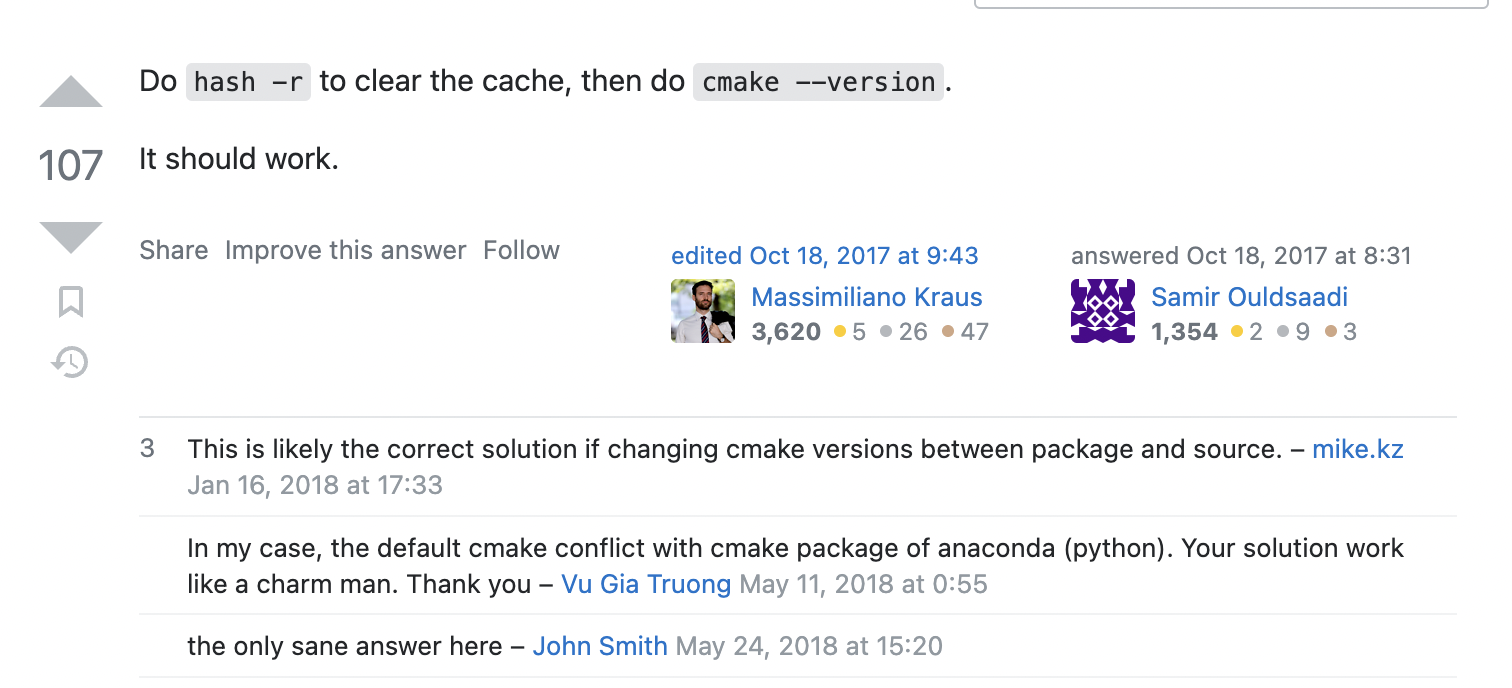 Do hash -r to clear the cache, then do cmake --version.
107
It should work.
Share Improve this answer Follow
edited Oct 18, 2017 at 9:43
Massimiliano Kraus
3,620 5 26 47
answered Oct 18, 2017 at 8:31
Samir Ouldsaadi
1,354 2 9 3
3 This is likely the correct solution if changing cmake versions between package and source. – mike.kz
Jan 16, 2018 at 17:33
In my case, the default cmake conflict with cmake package of anaconda (python). Your solution work
like a charm man. Thank you – Vu Gia Truong May 11, 2018 at 0:55
the only sane answer here – John Smith May 24, 2018 at 15:20